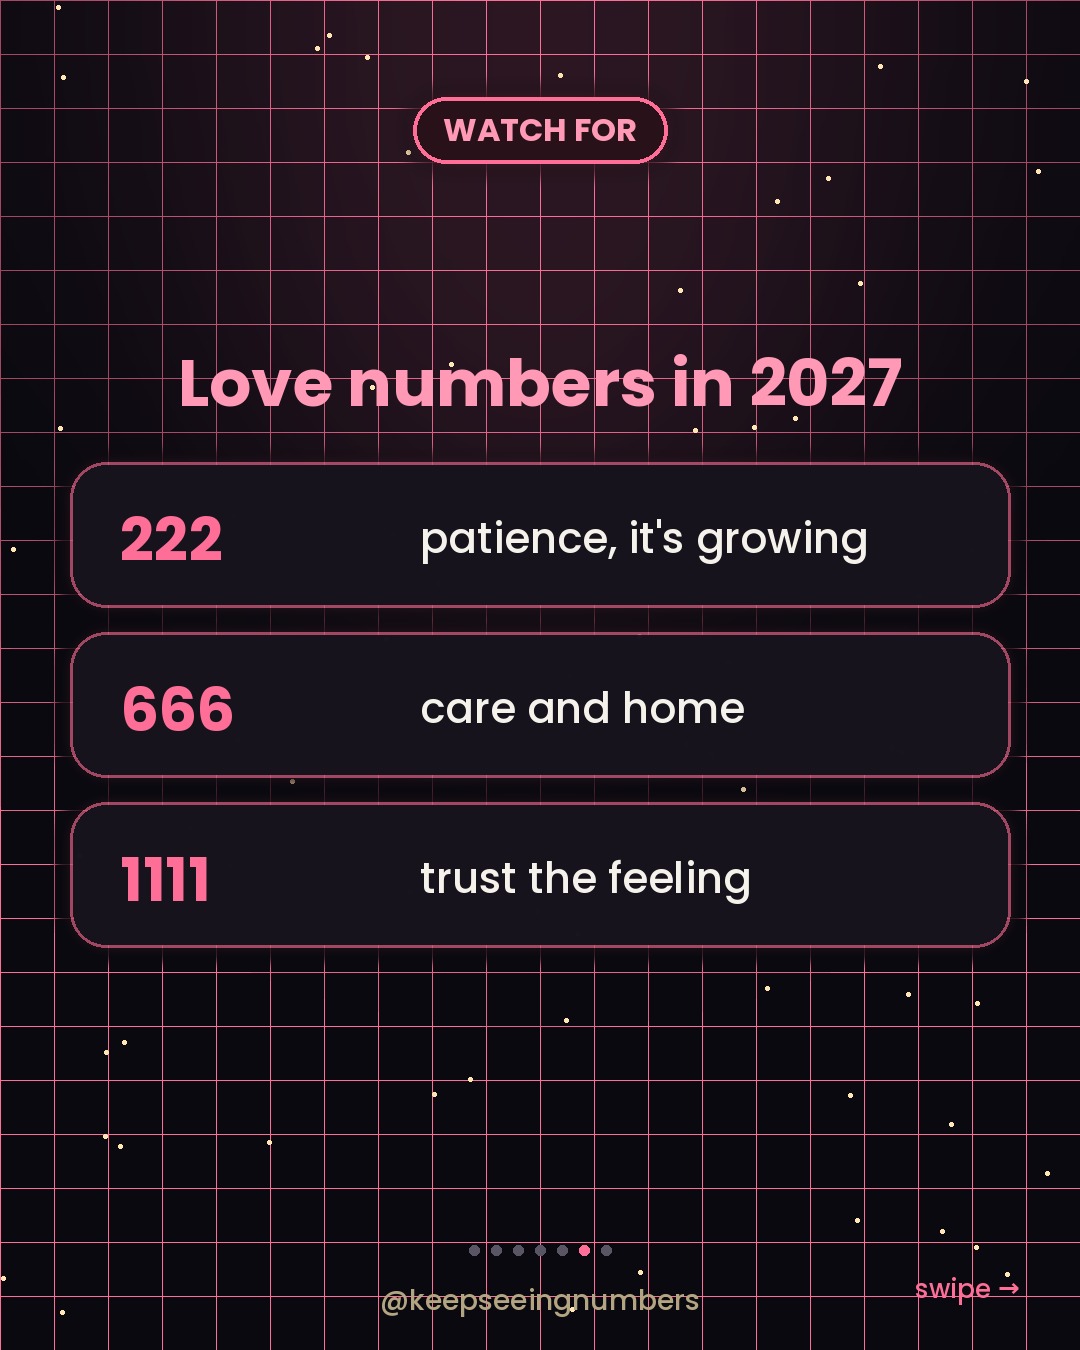 WATCH FOR
Love numbers in 2027
222 patience, it's growing
666 care and home
1111 trust the feeling
@keepseeingnumbers
swipe →